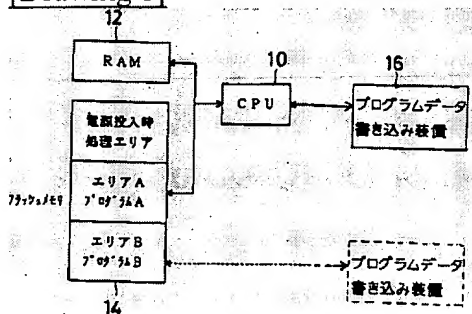 [Drawing 1]
12
RAM
10
CPU
16
プログラムデータ
書き込み装置
電源投入時
処理エリア
エリアA
プログラムA
フラッシュメモリ
エリアB
プログラムB
14
プログラムデータ
書き込み装置